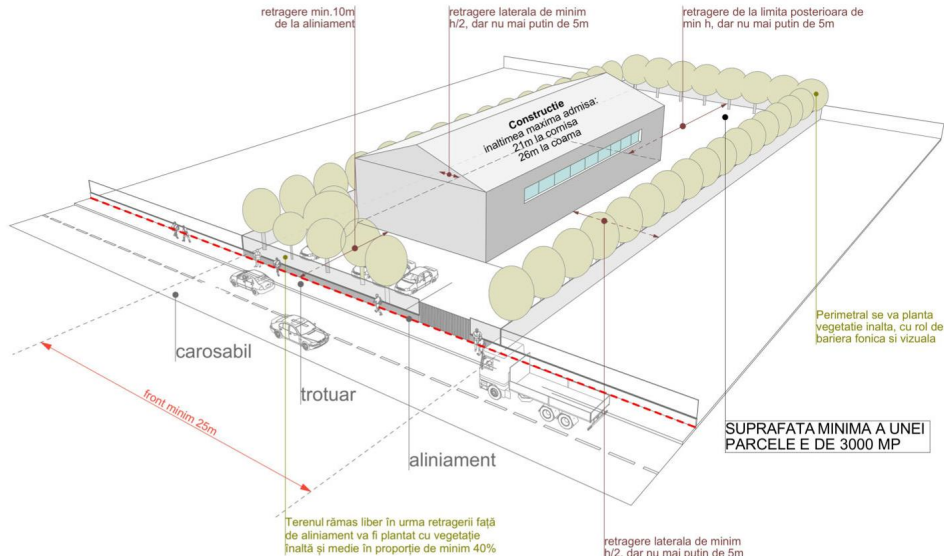 retragere min.10m
de la aliniament
retragere laterala de minim
h/2, dar nu mai putin de 5m
retragere de la limita posterioara de
min h, dar nu mai putin de 5m
Constructie
inaltimea maxima admisa:
21m la cornisa
26m la coama
Perimetral se va planta
vegetatie inalta, cu rol de
bariera fonica si vizuala
carosabil
trotuar
front minim 25m
aliniament
SUPRAFATA MINIMA A UNEI
PARCELE E DE 3000 MP
Terenul rămas liber în urma retragerii față
de aliniament va fi plantat cu vegetație
înaltă și medie în proporție de minim 40%
retragere laterala de minim
h/2, dar nu mai putin de 5m